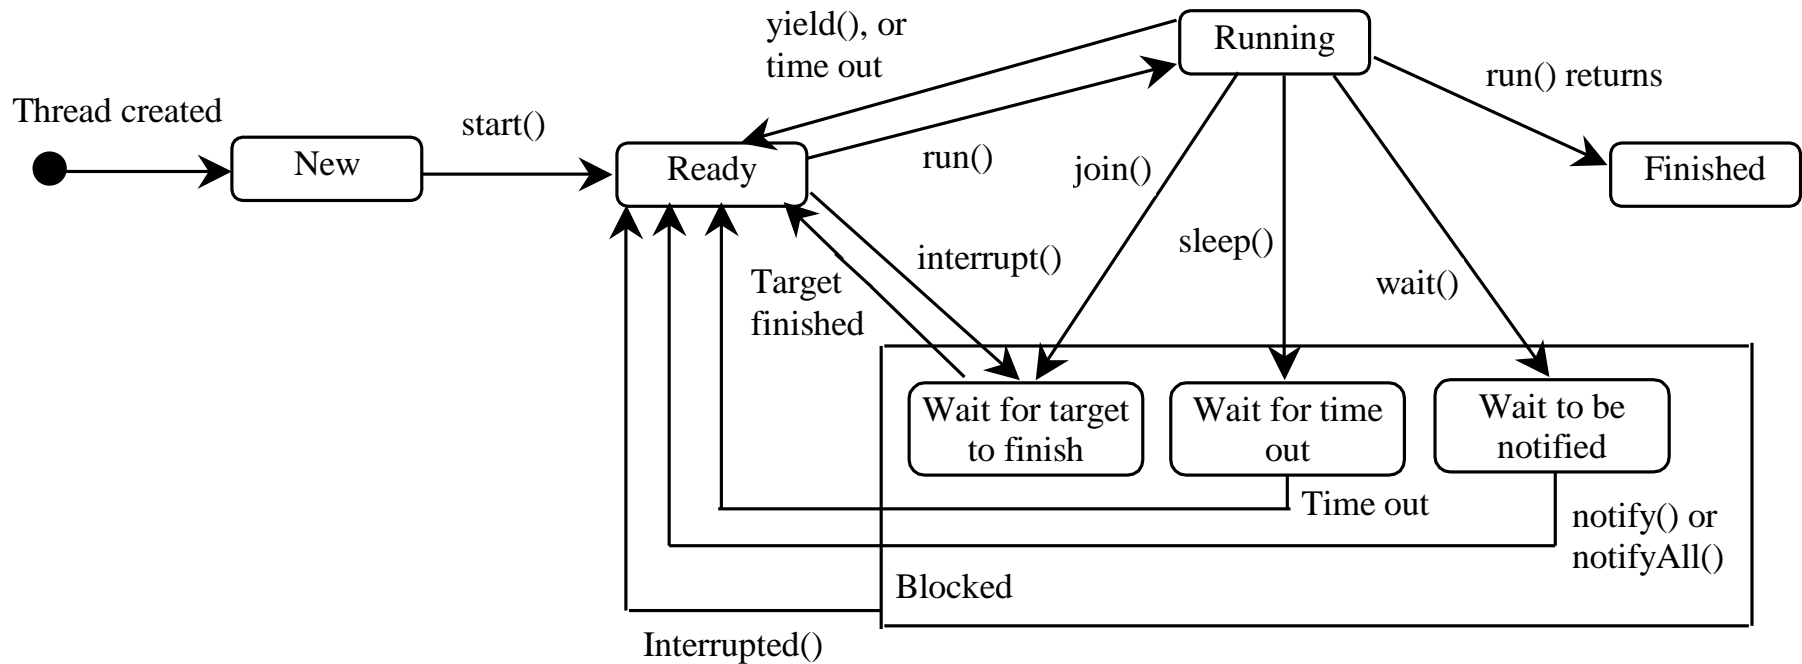 yield(), or
time out
Running
run() returns
Thread created
start()
New
Ready
run()
join()
Finished
sleep()
interrupt()
wait()
Target
finished
Wait for target
to finish
Wait for time
out
Wait to be
notified
Time out
notify() or
notifyAll()
Blocked
Interrupted()